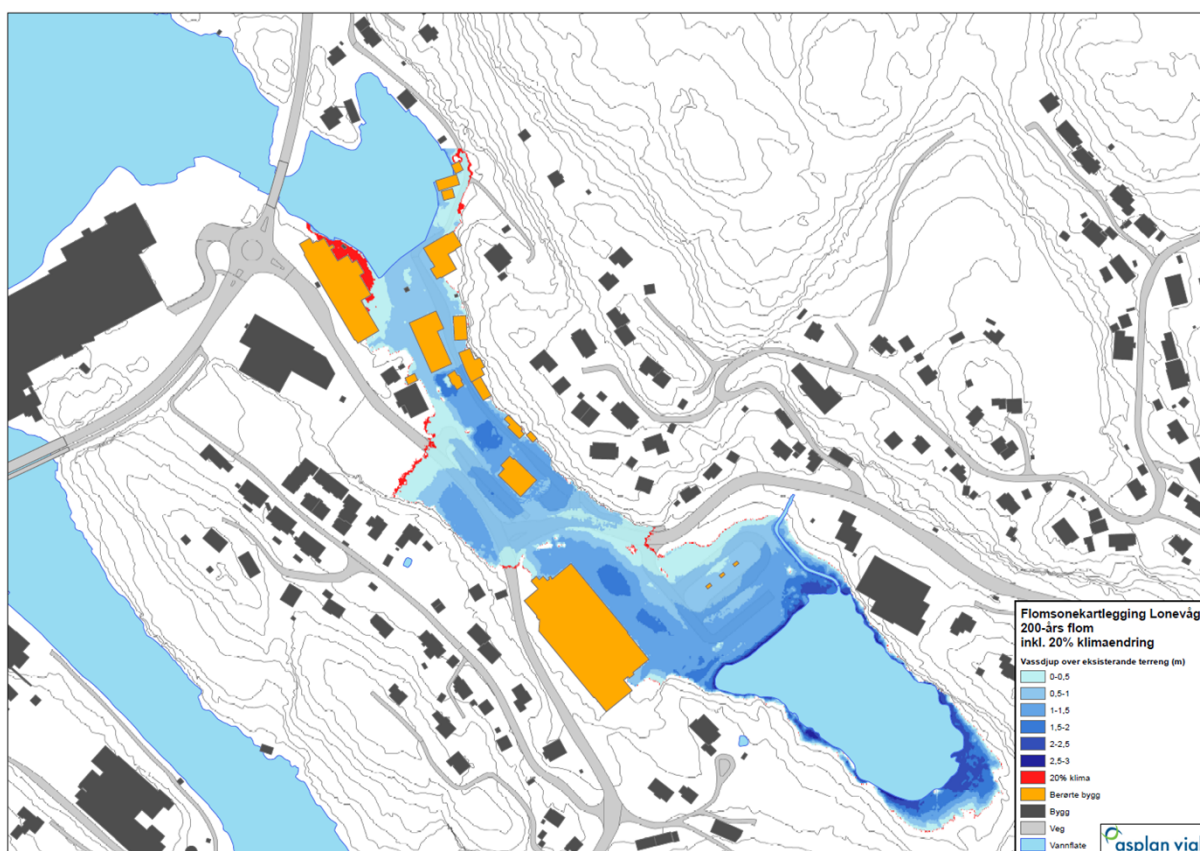 Flomsonekartlegging Lonevåg
200-års flom
inkl. 20% klimaendring
Vassdjup over eksisterande terreng (m)
0-0,5
0,5-1
1-1,5
1,5-2
2-2,5
2,5-3
20% klima
Berørte bygg
Bygg
Veg
Vannflate
asplan via